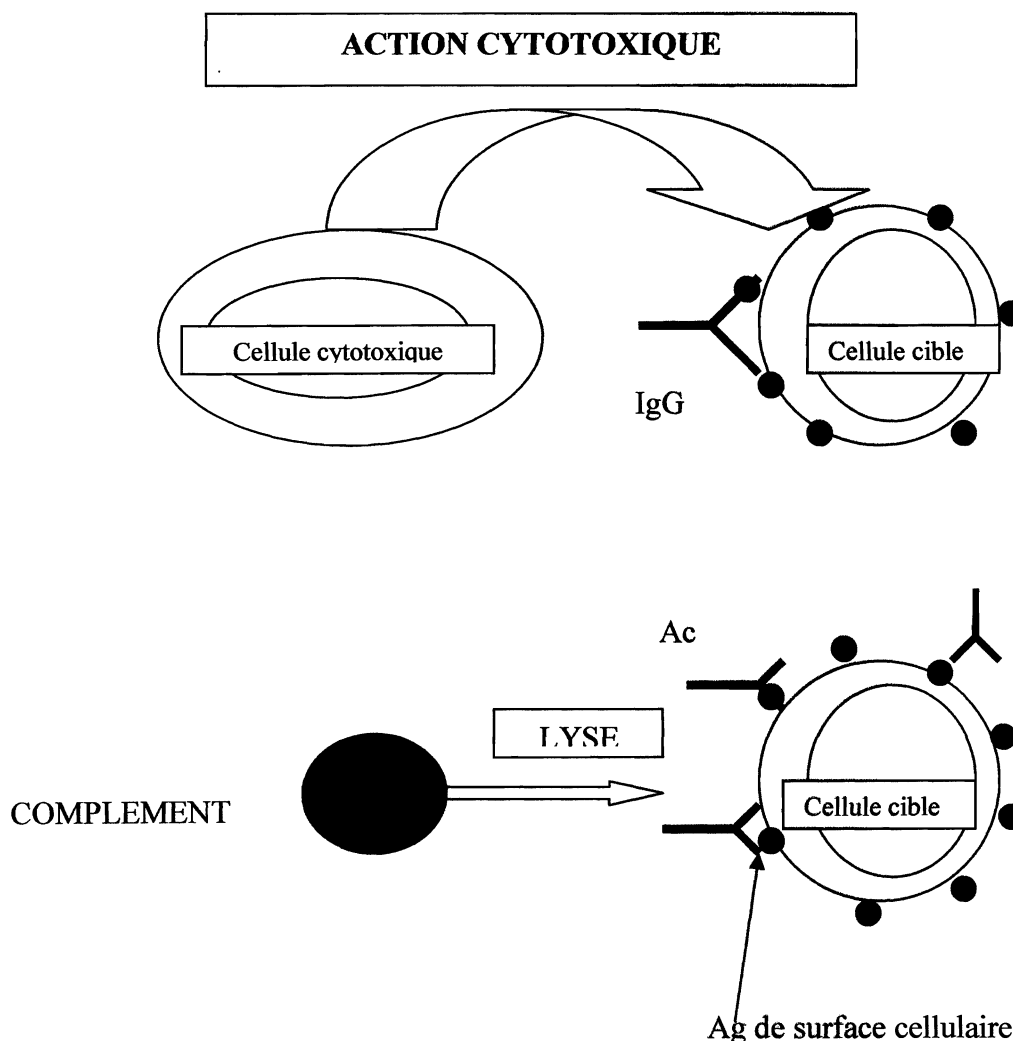 ACTION CYTOTOXIQUE
Cellule cytotoxique
Cellule cible
IgG
Ac
LYSE
COMPLEMENT
Cellule cible
Ag de surface cellulaire